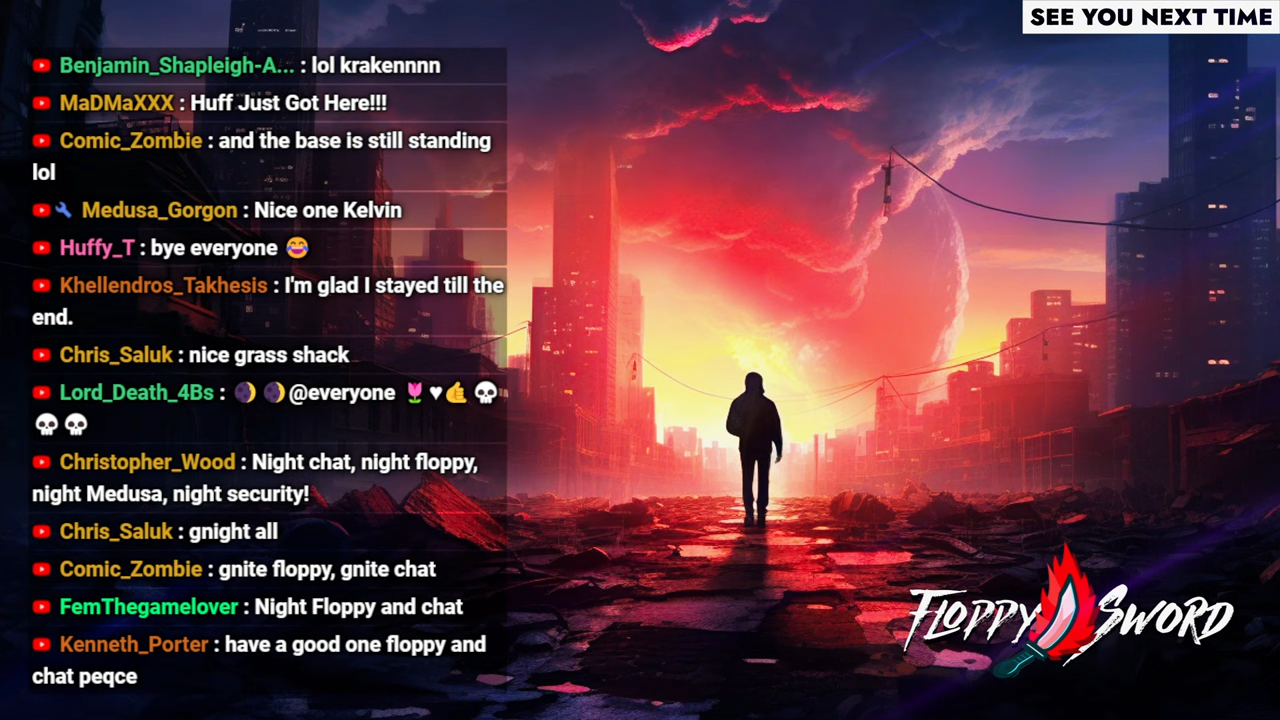 SEE YOU NEXT TIME
Benjamin_Shapleigh-A... : lol krakennnn
MaDMaXXX : Huff Just Got Here!!!
Comic_Zombie : and the base is still standing
lol
Medusa_Gorgon : Nice one Kelvin
Huffy_T : bye everyone 😂
Khellendros_Takhesis : I'm glad I stayed till the
end.
Chris_Saluk : nice grass shack
Lord_Death_4Bs : 🌒 🌒 @everyone 🌷 ♥ 🤙 💀
💀 💀
Christopher_Wood : Night chat, night floppy,
night Medusa, night security!
Chris_Saluk : gnight all
Comic_Zombie : gnite floppy, gnite chat
FemThegamelover : Night Floppy and chat
Kenneth_Porter : have a good one floppy and
chat peqce
FLOPPY SWORD